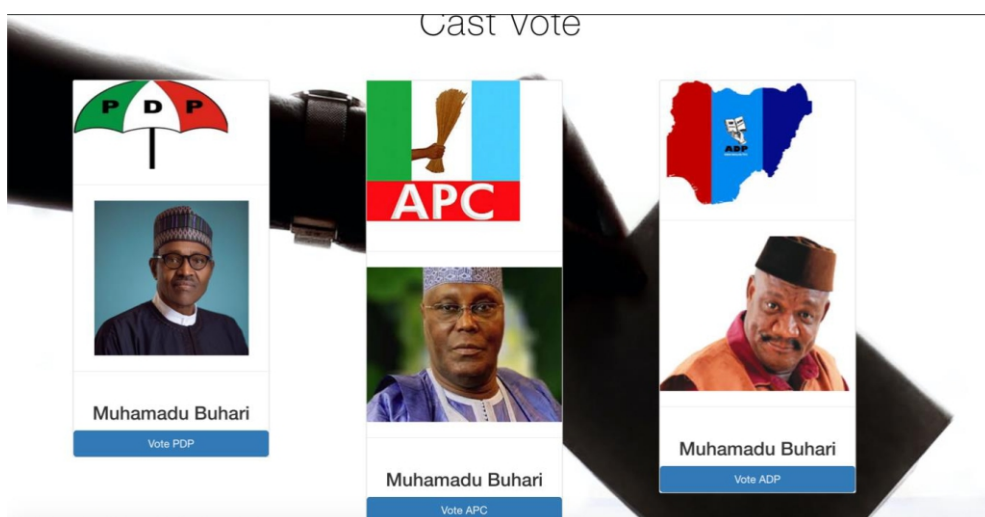 Cast Vote
P D P
Muhamadu Buhari
Vote PDP
APC
Muhamadu Buhari
Vote APC
ADP
Muhamadu Buhari
Vote ADP